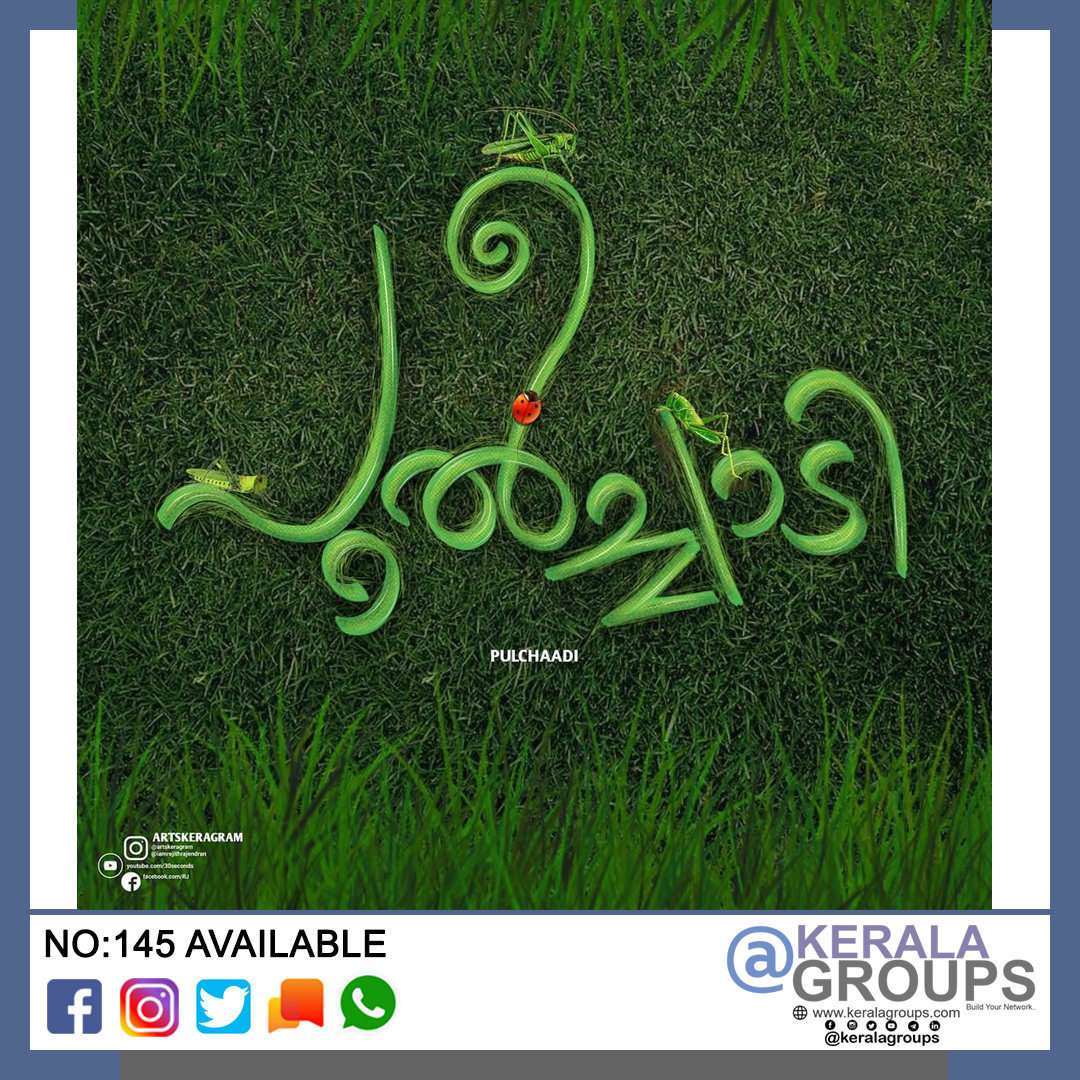 പുൽച്ചാടി
PULCHAADI
ARTSKERAGRAM
@artskeragram
@iamrejithrajendran
youtube.com/30seconds
facebook.com/RJ
NO:145 AVAILABLE
@KERALA
GROUPS
Build Your Network..
www.keralagroups.com
@keralagroups